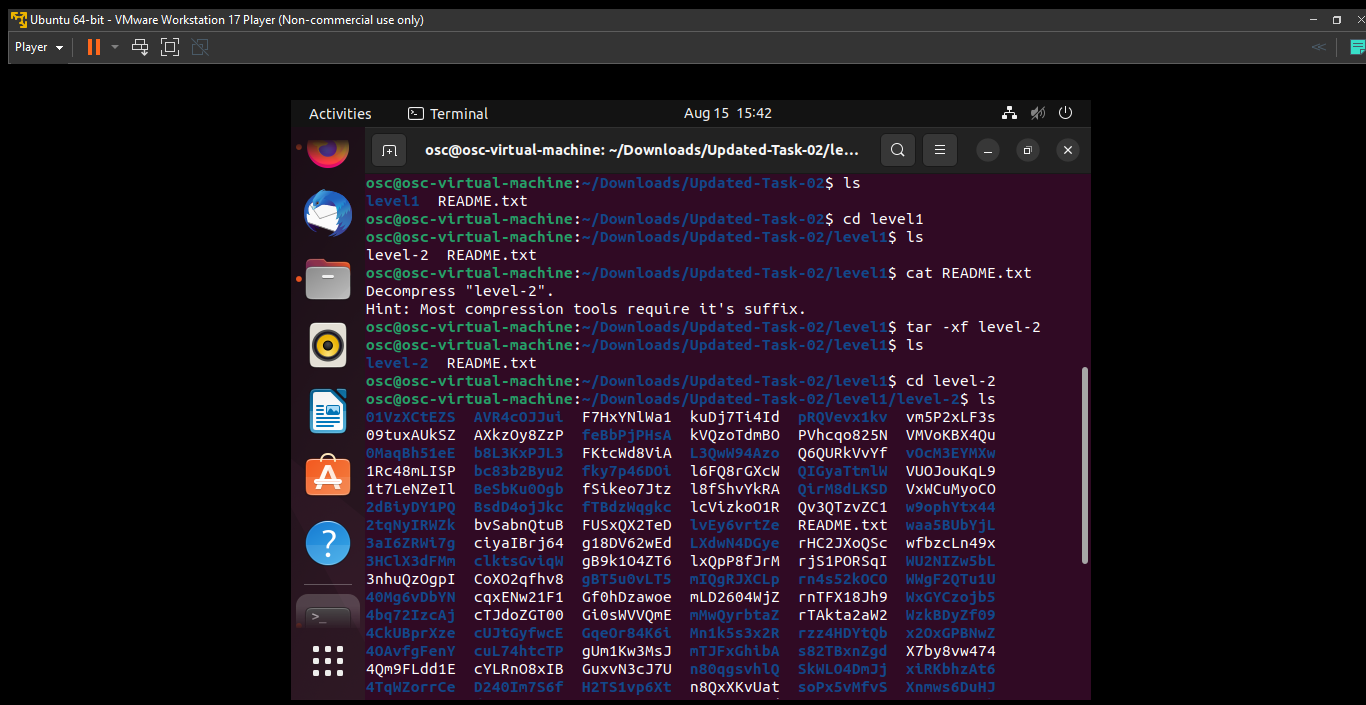 Ubuntu 64-bit - VMware Workstation 17 Player (Non-commercial use only)
Player
Activities Terminal Aug 15 15:42
osc@osc-virtual-machine: ~/Downloads/Updated-Task-02/le...
osc@osc-virtual-machine:~/Downloads/Updated-Task-02$ ls
level1 README.txt
osc@osc-virtual-machine:~/Downloads/Updated-Task-02$ cd level1
osc@osc-virtual-machine:~/Downloads/Updated-Task-02/level1$ ls
level-2 README.txt
osc@osc-virtual-machine:~/Downloads/Updated-Task-02/level1$ cat README.txt
Decompress "level-2".
Hint: Most compression tools require it's suffix.
osc@osc-virtual-machine:~/Downloads/Updated-Task-02/level1$ tar -xf level-2
osc@osc-virtual-machine:~/Downloads/Updated-Task-02/level1$ ls
level-2 README.txt
osc@osc-virtual-machine:~/Downloads/Updated-Task-02/level1$ cd level-2
osc@osc-virtual-machine:~/Downloads/Updated-Task-02/level1/level-2$ ls
01VzXCtEZS AVR4cOJJui F7HxYNlWa1 kuDj7Ti4Id pRQVevx1kv vm5P2xLF3s
09tuxAUkSZ AXkzOy8ZzP feBbPjPHsA kVQzoTdmBO PVhcqo825N VMVoKBX4Qu
0MaqBh51eE b8L3KxPJL3 FKtcWd8ViA L3QwW94Azo Q6QURkVvYf vOcM3EYMXw
1Rc48mLISP bc83b2Byu2 fky7p46DOi l6FQ8rGXcW QIGyaTtmlW VUOJouKqL9
1t7LeNZeIl BeSbKu0Ogb fSikeo7Jtz l8fShvYkRA QirM8dLKSD VxWCuMyoCO
2dBiyDY1PQ BsdD4ojJkc fTBdzWqgkc lcVizkoO1R Qv3QTzvZC1 w9ophYtx44
2tqNyIRWZk bvSabnQtuB FUSxQX2TeD lvEy6vrtZe README.txt waa5BUbYjL
3aI6ZRWi7g ciyaIBrj64 g18DV62wEd LXdwN4DGye rHC2JXoQSc wfbzcLn49x
3HClX3dFMm clktsGviqW gB9k1O4ZT6 lxQpP8fJrM rjS1PORSqI WU2NIZw5bL
3nhuQzOgpI CoXO2qfhv8 gBT5u0vLT5 mIQgRJXCLp rn4s52kOCO WWgF2QTu1U
40Mg6vDbYN cqxENw21F1 Gf0hDzawoe mLD2604WjZ rnTFX18Jh9 WxGYCzojb5
4bq72IzcAj cTJdoZGT00 Gi0sWVVQmE mMwQyrbtaZ rTAkta2aW2 WzkBDyZf09
4CkUBprXze cUJtGyfwcE GqeOr84K6i Mn1k5s3x2R rzz4HDYtQb x2OxGPBNwZ
4OAvfgFenY cuL74htcTP gUm1Kw3MsJ mTJFxGhibA s82TBxnZgd X7by8vw474
4Qm9FLdd1E cYLRnO8xIB GuxvN3cJ7U n80qgsvhlQ SkWLO4DmJj xiRKbhzAt6
4TqWZorrCe D240Im7S6f H2TS1vp6Xt n8QxXKvUat soPx5vMfvS Xnmws6DuHJ